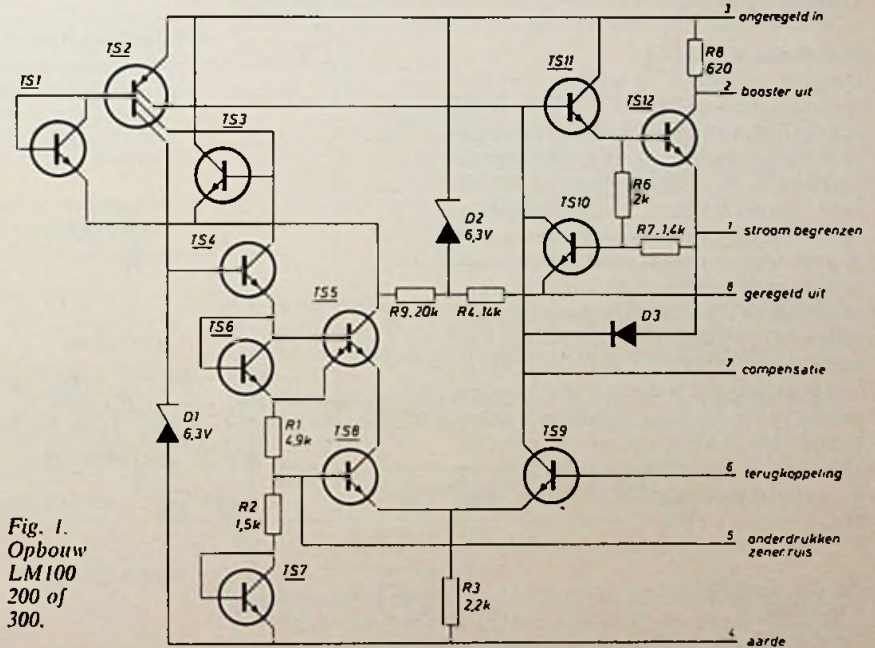 3 ongeregeld in
TS2
TS11
R8
620
2 booster uit
TS1
TS12
TS3
D2
6,3V
R6
2k
TS10
R7.1,4k
1 stroom begrenzen
TS4
TS5
R9.20k
R4.14k
8 geregeld uit
TS6
D3
7 compensatie
D1
6,3V
R1
4,9k
TS8
TS9
6 terugkoppeling
R2
1,5k
5 onderdrukken
zener ruis
TS7
R3
2,2k
4 aarde
Fig. 1.
Opbouw
LM100
200 of
300.